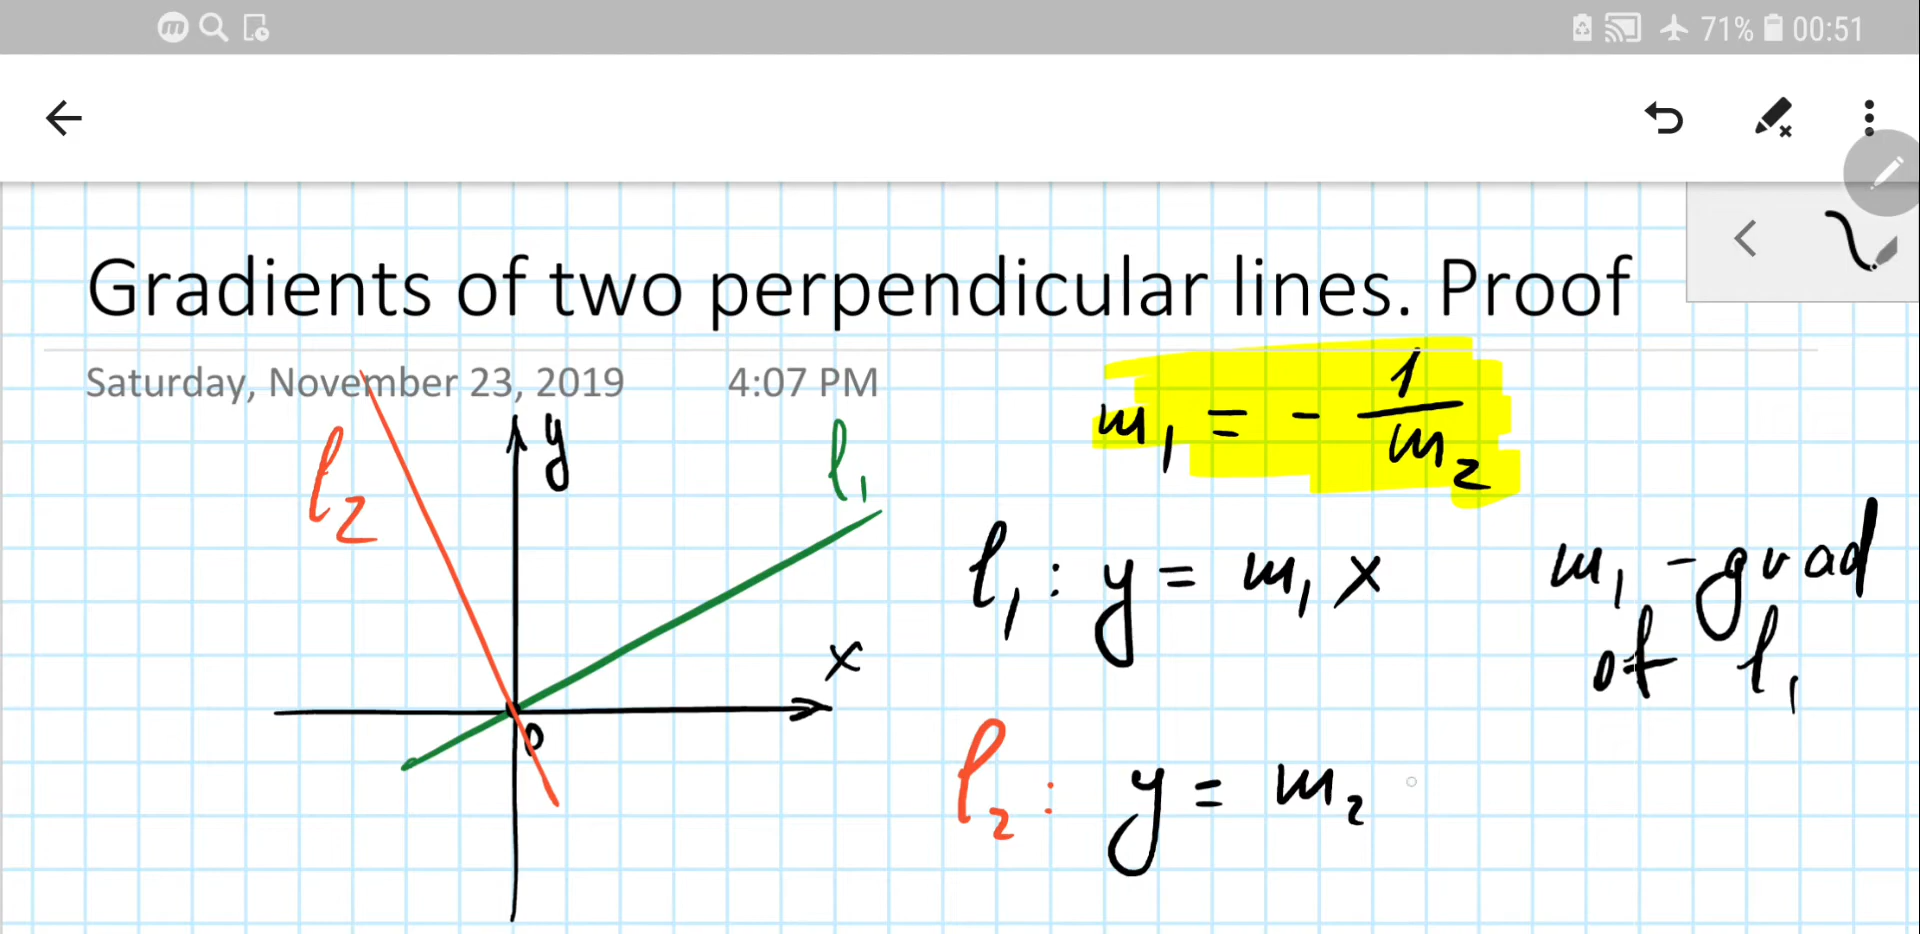 71% 00:51
Gradients of two perpendicular lines. Proof
Saturday, November 23, 2019 4:07 PM
m₁ = - 1/m₂
l₂
y
l₁
x
0
l₁ : y = m₁ x
m₁ - grad
of l₁
l₂ : y = m₂